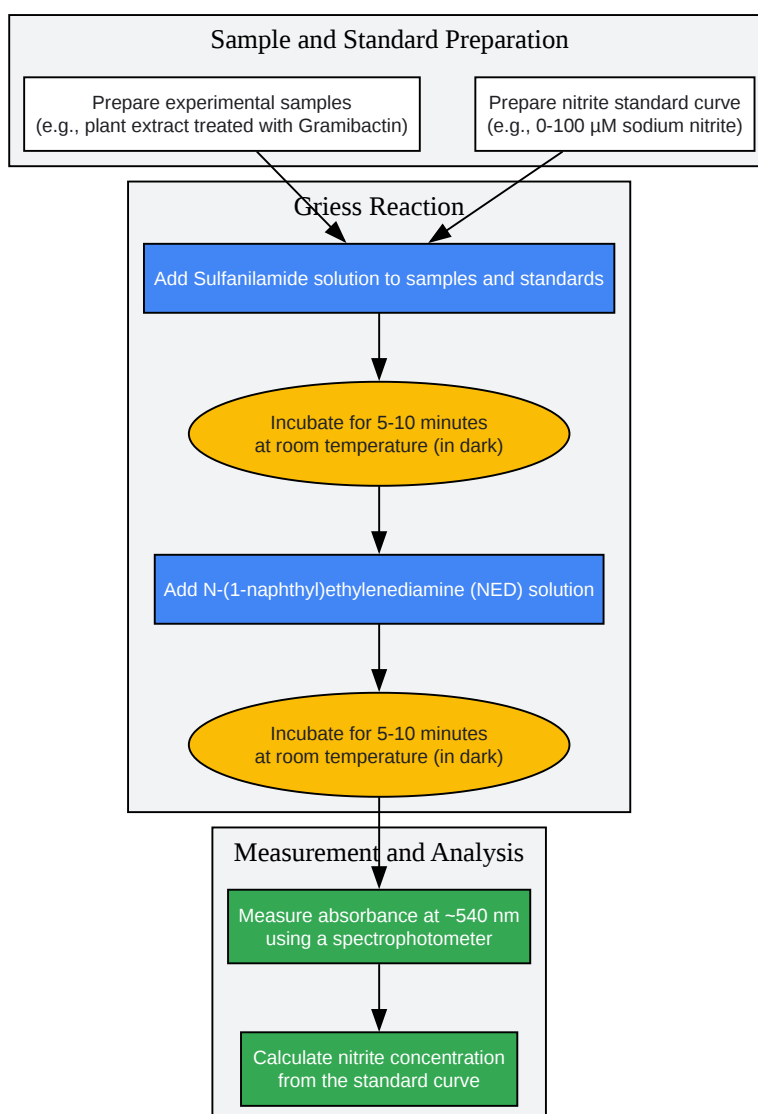 Sample and Standard Preparation
Prepare experimental samples
(e.g., plant extract treated with Gramibactin)
Prepare nitrite standard curve
(e.g., 0-100 µM sodium nitrite)
Griess Reaction
Add Sulfanilamide solution to samples and standards
Incubate for 5-10 minutes
at room temperature (in dark)
Add N-(1-naphthyl)ethylenediamine (NED) solution
Incubate for 5-10 minutes
at room temperature (in dark)
Measurement and Analysis
Measure absorbance at ~540 nm
using a spectrophotometer
Calculate nitrite concentration
from the standard curve